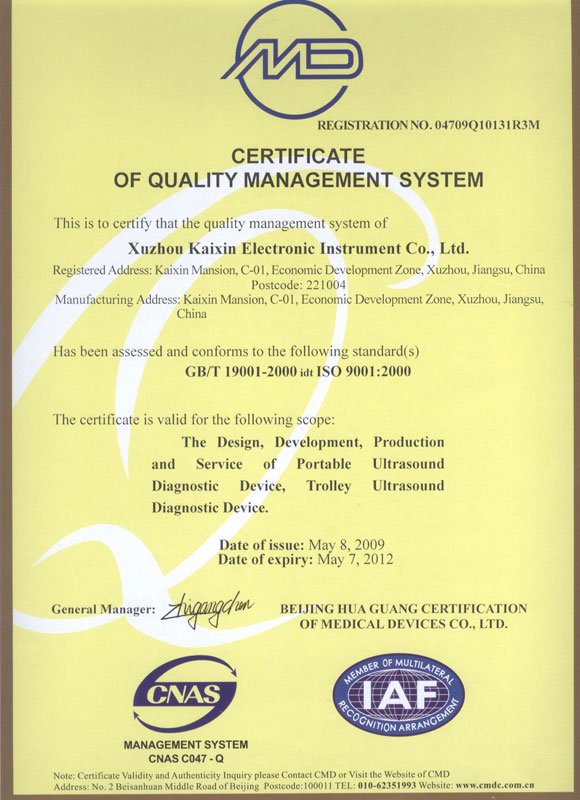 CMD
REGISTRATION NO. 04709Q10131R3M
CERTIFICATE
OF QUALITY MANAGEMENT SYSTEM
This is to certify that the quality management system of
Xuzhou Kaixin Electronic Instrument Co., Ltd.
Registered Address: Kaixin Mansion, C-01, Economic Development Zone, Xuzhou, Jiangsu, China
Postcode: 221004
Manufacturing Address: Kaixin Mansion, C-01, Economic Development Zone, Xuzhou, Jiangsu,
China
Has been assessed and conforms to the following standard(s)
GB/T 19001-2000 idt ISO 9001:2000
The certificate is valid for the following scope:
The Design, Development, Production
and Service of Portable Ultrasound
Diagnostic Device, Trolley Ultrasound
Diagnostic Device.
Date of issue: May 8, 2009
Date of expiry: May 7, 2012
General Manager:
BEIJING HUA GUANG CERTIFICATION
OF MEDICAL DEVICES CO., LTD.
CNAS
MANAGEMENT SYSTEM
CNAS C047 - Q
MEMBER OF MULTILATERAL
IAF
RECOGNITION ARRANGEMENT
Note: Certificate Validity and Authenticity Inquiry please Contact CMD or Visit the Website of CMD
Address: No. 2 Beisanhuan Middle Road of Beijing Postcode:100011 TEL: 010-62351993 Website: www.cmdc.com.cn